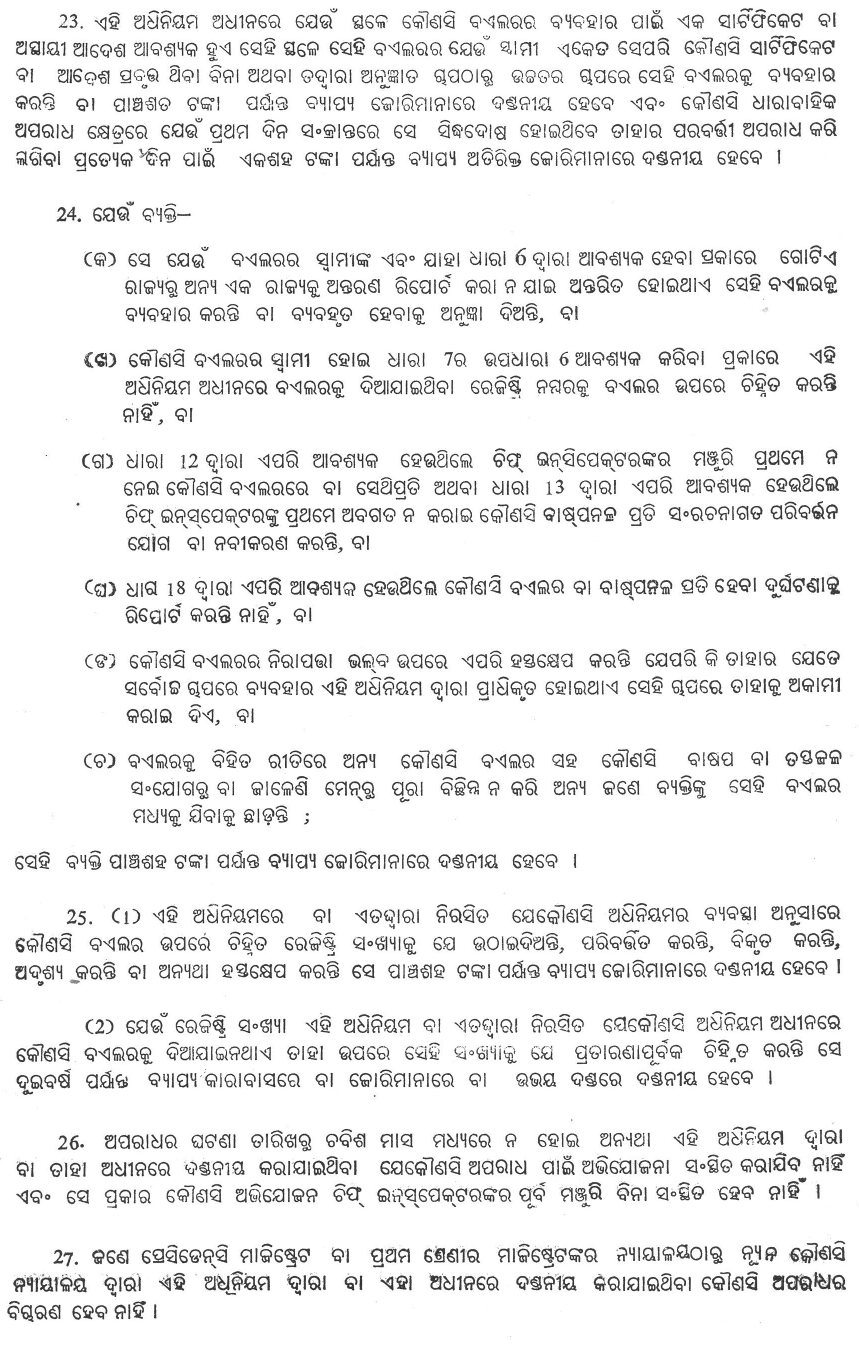 23. ଏହି ଅଧିନିୟମ ଅଧୀନରେ ଯେଉଁ ସ୍ଥଳେ କୌଣସି ବଏଲରର ବ୍ୟବହାର ପାଇଁ ଏକ ସାର୍ଟିଫିକେଟ ବା
ଅସ୍ଥାୟୀ ଆଦେଶ ଆବଶ୍ୟକ ହୁଏ ସେହି ସ୍ଥଳେ ସେହି ବଏଲରର ଯେଉଁ ସ୍ୱାମୀ ଏକେତ ସେପରି କୌଣସି ସାର୍ଟିଫିକେଟ
ବା ଆଦେଶ ପ୍ରବୃତ୍ତ ଥିବା ବିନା ଅଥବା ତଦ୍ୱାରା ଅନୁଜ୍ଞାତ ଚାପଠାରୁ ଉଚ୍ଚତର ଚାପରେ ସେହି ବଏଲରକୁ ବ୍ୟବହାର
କରନ୍ତି ବା ପାଞ୍ଚଶତ ଟଙ୍କା ପର୍ଯ୍ୟନ୍ତ ବ୍ୟାପ୍ୟ ଜୋରିମାନାରେ ଦଣ୍ଡନୀୟ ହେବେ ଏବଂ କୌଣସି ଧାରାବାହିକ
ଅପରାଧ କ୍ଷେତ୍ରରେ ଯେଉଁ ପ୍ରଥମ ଦିନ ସଂକ୍ରାନ୍ତରେ ସେ ସିଦ୍ଧଦୋଷ ହୋଇଥିବେ ତାହାର ପରବର୍ତ୍ତୀ ଅପରାଧ କରି
ଲାଗିବା ପ୍ରତ୍ୟେକ ଦିନ ପାଇଁ ଏକଶହ ଟଙ୍କା ପର୍ଯ୍ୟନ୍ତ ବ୍ୟାପ୍ୟ ଅତିରିକ୍ତ ଜୋରିମାନାରେ ଦଣ୍ଡନୀୟ ହେବେ ।
24. ଯେଉଁ ବ୍ୟକ୍ତି—
(କ) ସେ ଯେଉଁ ବଏଲରର ସ୍ୱାମୀଙ୍କ ଏବଂ ଯାହା ଧାରା 6 ଦ୍ୱାରା ଆବଶ୍ୟକ ହେବା ପ୍ରକାରେ ଗୋଟିଏ
ରାଜ୍ୟରୁ ଅନ୍ୟ ଏକ ରାଜ୍ୟକୁ ଅନ୍ତରଣ ରିପୋର୍ଟ କରା ନ ଯାଇ ଅନ୍ତରିତ ହୋଇଥାଏ ସେହି ବଏଲରକୁ
ବ୍ୟବହାର କରନ୍ତି ବା ବ୍ୟବହୃତ ହେବାକୁ ଅନୁଜ୍ଞା ଦିଅନ୍ତି, ବା
(ଖ) କୌଣସି ବଏଲରର ସ୍ୱାମୀ ହୋଇ ଧାରା 7ର ଉପଧାରା 6 ଆବଶ୍ୟକ କରିବା ପ୍ରକାରେ ଏହି
ଅଧିନିୟମ ଅଧୀନରେ ବଏଲରକୁ ଦିଆଯାଇଥିବା ରେଜିଷ୍ଟ୍ରି ନମ୍ବରକୁ ବଏଲର ଉପରେ ଚିହ୍ନିତ କରନ୍ତି
ନାହିଁ, ବା
(ଗ) ଧାରା 12 ଦ୍ୱାରା ଏପରି ଆବଶ୍ୟକ ହେଉଥିଲେ ଚିଫ୍ ଇନ୍‌ସିପେକ୍ଟରଙ୍କର ମଞ୍ଜୁରି ପ୍ରଥମେ ନ
ନେଇ କୌଣସି ବଏଲରରେ ବା ସେଥିପ୍ରତି ଅଥବା ଧାରା 13 ଦ୍ୱାରା ଏପରି ଆବଶ୍ୟକ ହେଉଥିଲେ
ଚିଫ୍ ଇନ୍‌ସ୍‌ପେକ୍ଟରଙ୍କୁ ପ୍ରଥମେ ଅବଗତ ନ କରାଇ କୌଣସି ବାଷ୍ପନଳ ପ୍ରତି ସଂରଚନାଗତ ପରିବର୍ତ୍ତନ
ଯୋଗ ବା ନବୀକରଣ କରନ୍ତି, ବା
(ଘ) ଧାରା 18 ଦ୍ୱାରା ଏପରି ଆବଶ୍ୟକ ହେଉଥିଲେ କୌଣସି ବଏଲର ବା ବାଷ୍ପନଳ ପ୍ରତି ହେବା ଦୁର୍ଘଟଣାକୁ
ରିପୋର୍ଟ କରନ୍ତି ନାହିଁ, ବା
(ଙ) କୌଣସି ବଏଲରର ନିରାପତ୍ତା ଭଲ୍‌ବ ଉପରେ ଏପରି ହସ୍ତକ୍ଷେପ କରନ୍ତି ଯେପରି କି ତାହାର ଯେତେ
ସର୍ବୋଚ୍ଚ ଚାପରେ ବ୍ୟବହାର ଏହି ଅଧିନିୟମ ଦ୍ୱାରା ପ୍ରାଧିକୃତ ହୋଇଥାଏ ସେହି ଚାପରେ ତାହାକୁ ଅକାମୀ
କରାଇ ଦିଏ, ବା
(ଚ) ବଏଲରକୁ ବିହିତ ରୀତିରେ ଅନ୍ୟ କୌଣସି ବଏଲର ସହ କୌଣସି ବାଷପ ବା ତପ୍ତଜଳ
ସଂଯୋଗରୁ ବା ଜାଳେଣି ମେନ୍‌ରୁ ପୂରା ବିଛିନ୍ନ ନ କରି ଅନ୍ୟ ଜଣେ ବ୍ୟକ୍ତିଙ୍କୁ ସେହି ବଏଲର
ମଧ୍ୟକୁ ଯିବାକୁ ଛାଡ଼ନ୍ତି ;
ସେହି ବ୍ୟକ୍ତି ପାଞ୍ଚଶହ ଟଙ୍କା ପର୍ଯ୍ୟନ୍ତ ବ୍ୟାପ୍ୟ ଜୋରିମାନାରେ ଦଣ୍ଡନୀୟ ହେବେ ।
25. (1) ଏହି ଅଧିନିୟମରେ ବା ଏତଦ୍ଦ୍ୱାରା ନିରସିତ ଯେକୌଣସି ଅଧିନିୟମର ବ୍ୟବସ୍ଥା ଅନୁସାରେ
କୌଣସି ବଏଲର ଉପରେ ଚିହ୍ନିତ ରେଜିଷ୍ଟ୍ରି ସଂଖ୍ୟାକୁ ଯେ ଉଠାଇଦିଅନ୍ତି, ପରିବର୍ତ୍ତିତ କରନ୍ତି, ବିକୃତ କରନ୍ତି,
ଅଦୃଶ୍ୟ କରନ୍ତି ବା ଅନ୍ୟଥା ହସ୍ତକ୍ଷେପ କରନ୍ତି ସେ ପାଞ୍ଚଶହ ଟଙ୍କା ପର୍ଯ୍ୟନ୍ତ ବ୍ୟାପ୍ୟ ଜୋରିମାନାରେ ଦଣ୍ଡନୀୟ ହେବେ ।
(2) ଯେଉଁ ରେଜିଷ୍ଟ୍ରି ସଂଖ୍ୟା ଏହି ଅଧିନିୟମ ବା ଏତଦ୍ଦ୍ୱାରା ନିରସିତ ଯେକୌଣସି ଅଧିନିୟମ ଅଧୀନରେ
କୌଣସି ବଏଲରକୁ ଦିଆଯାଇନଥାଏ ତାହା ଉପରେ ସେହି ସଂଖ୍ୟାକୁ ଯେ ପ୍ରତାରଣାପୂର୍ବକ ଚିହ୍ନିତ କରନ୍ତି ସେ
ଦୁଇବର୍ଷ ପର୍ଯ୍ୟନ୍ତ ବ୍ୟାପ୍ୟ କାରାବାସରେ ବା ଜୋରିମାନାରେ ବା ଉଭୟ ଦଣ୍ଡରେ ଦଣ୍ଡନୀୟ ହେବେ ।
26. ଅପରାଧର ଘଟଣା ତାରିଖରୁ ଚବିଶ ମାସ ମଧ୍ୟରେ ନ ହୋଇ ଅନ୍ୟଥା ଏହି ଅଧିନିୟମ ଦ୍ୱାରା
ବା ତାହା ଅଧୀନରେ ଦଣ୍ଡନୀୟ କରାଯାଇଥିବା ଯେକୌଣସି ଅପରାଧ ପାଇଁ ଅଭିଯୋଜନା ସଂସ୍ଥିତ କରାଯିବ ନାହିଁ
ଏବଂ ସେ ପ୍ରକାର କୌଣସି ଅଭିଯୋଜନ ଚିଫ୍ ଇନ୍‌ସ୍‌ପେକ୍ଟରଙ୍କର ପୂର୍ବ ମଞ୍ଜୁରି ବିନା ସଂସ୍ଥିତ ହେବ ନାହିଁ ।
27. ଜଣେ ପ୍ରେସିଡେନ୍‌ସି ମାଜିଷ୍ଟ୍ରେଟ ବା ପ୍ରଥମ ଶ୍ରେଣୀର ମାଜିଷ୍ଟ୍ରେଟଙ୍କର ନ୍ୟାୟାଳୟଠାରୁ ନ୍ୟୂନ କୌଣସି
ନ୍ୟାୟାଳୟ ଦ୍ୱାରା ଏହି ଅଧିନିୟମ ଦ୍ୱାରା ବା ଏହା ଅଧୀନରେ ଦଣ୍ଡନୀୟ କରାଯାଇଥିବା କୌଣସି ଅପରାଧର
ବିଚାରଣ ହେବ ନାହିଁ ।